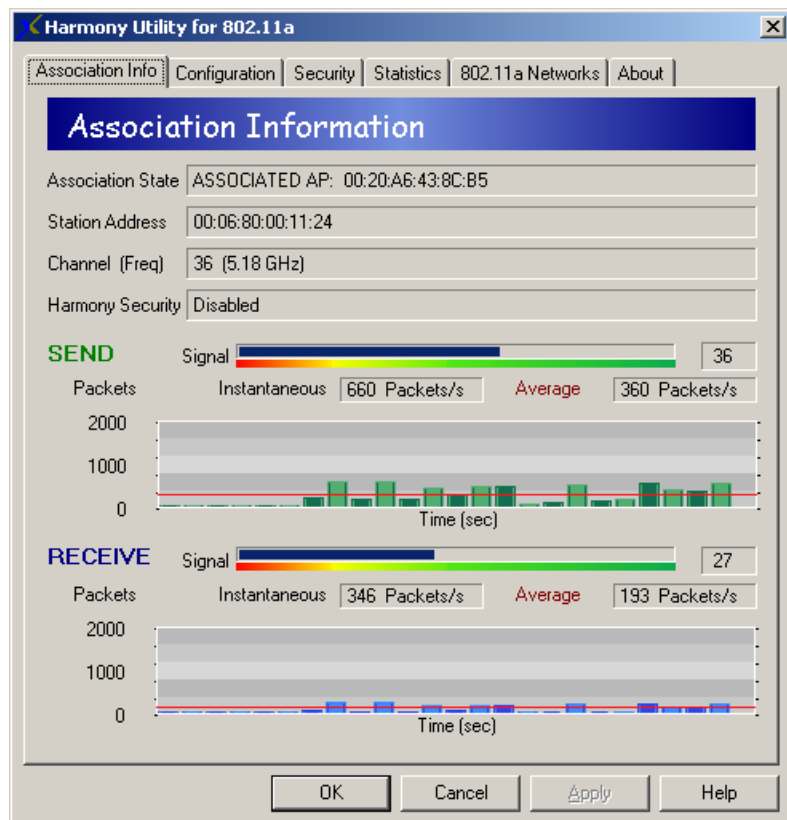 Harmony Utility for 802.11a
Association Info Configuration Security Statistics 802.11a Networks About
Association Information
Association State ASSOCIATED AP: 00:20:A6:43:8C:B5
Station Address 00:06:80:00:11:24
Channel (Freq) 36 (5.18 GHz)
Harmony Security Disabled
SEND Signal 36
Packets Instantaneous 660 Packets/s Average 360 Packets/s
2000
1000
0
Time (sec)
RECEIVE Signal 27
Packets Instantaneous 346 Packets/s Average 193 Packets/s
2000
1000
0
Time (sec)
OK Cancel Apply Help